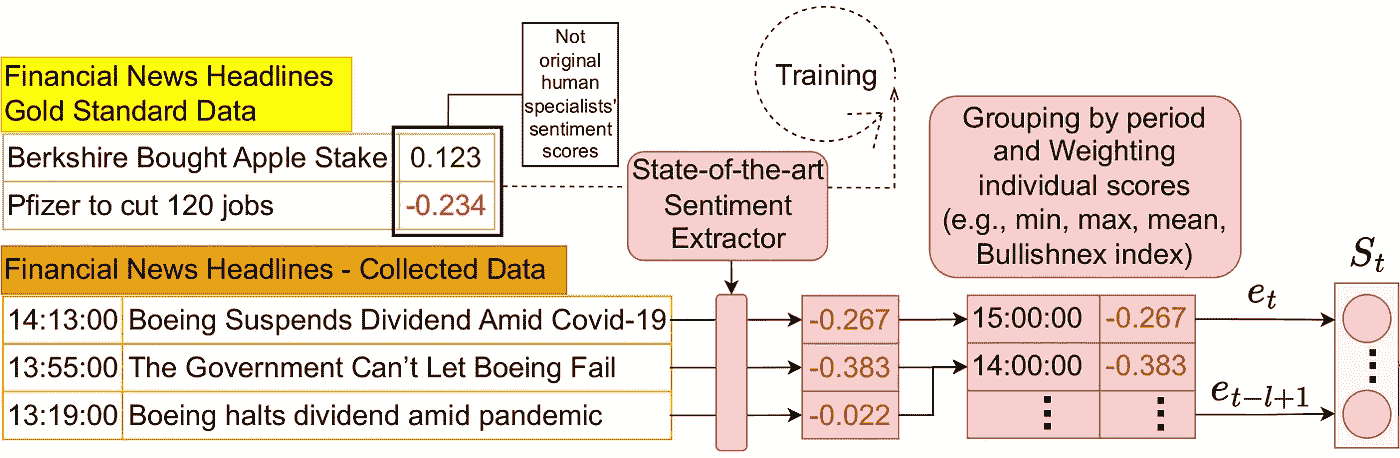 Not
original
human
specialists'
sentiment
scores
Training
Financial News Headlines
Gold Standard Data
Berkshire Bought Apple Stake 0.123
Pfizer to cut 120 jobs -0.234
State-of-the-art
Sentiment
Extractor
Grouping by period
and Weighting
individual scores
(e.g., min, max, mean,
Bullishnex index)
Financial News Headlines - Collected Data
14:13:00 Boeing Suspends Dividend Amid Covid-19 -0.267 15:00:00 -0.267
13:55:00 The Government Can't Let Boeing Fail -0.383 14:00:00 -0.383
13:19:00 Boeing halts dividend amid pandemic -0.022 ⋮ ⋮
e_t
e_{t-l+1}
S_t
⋮